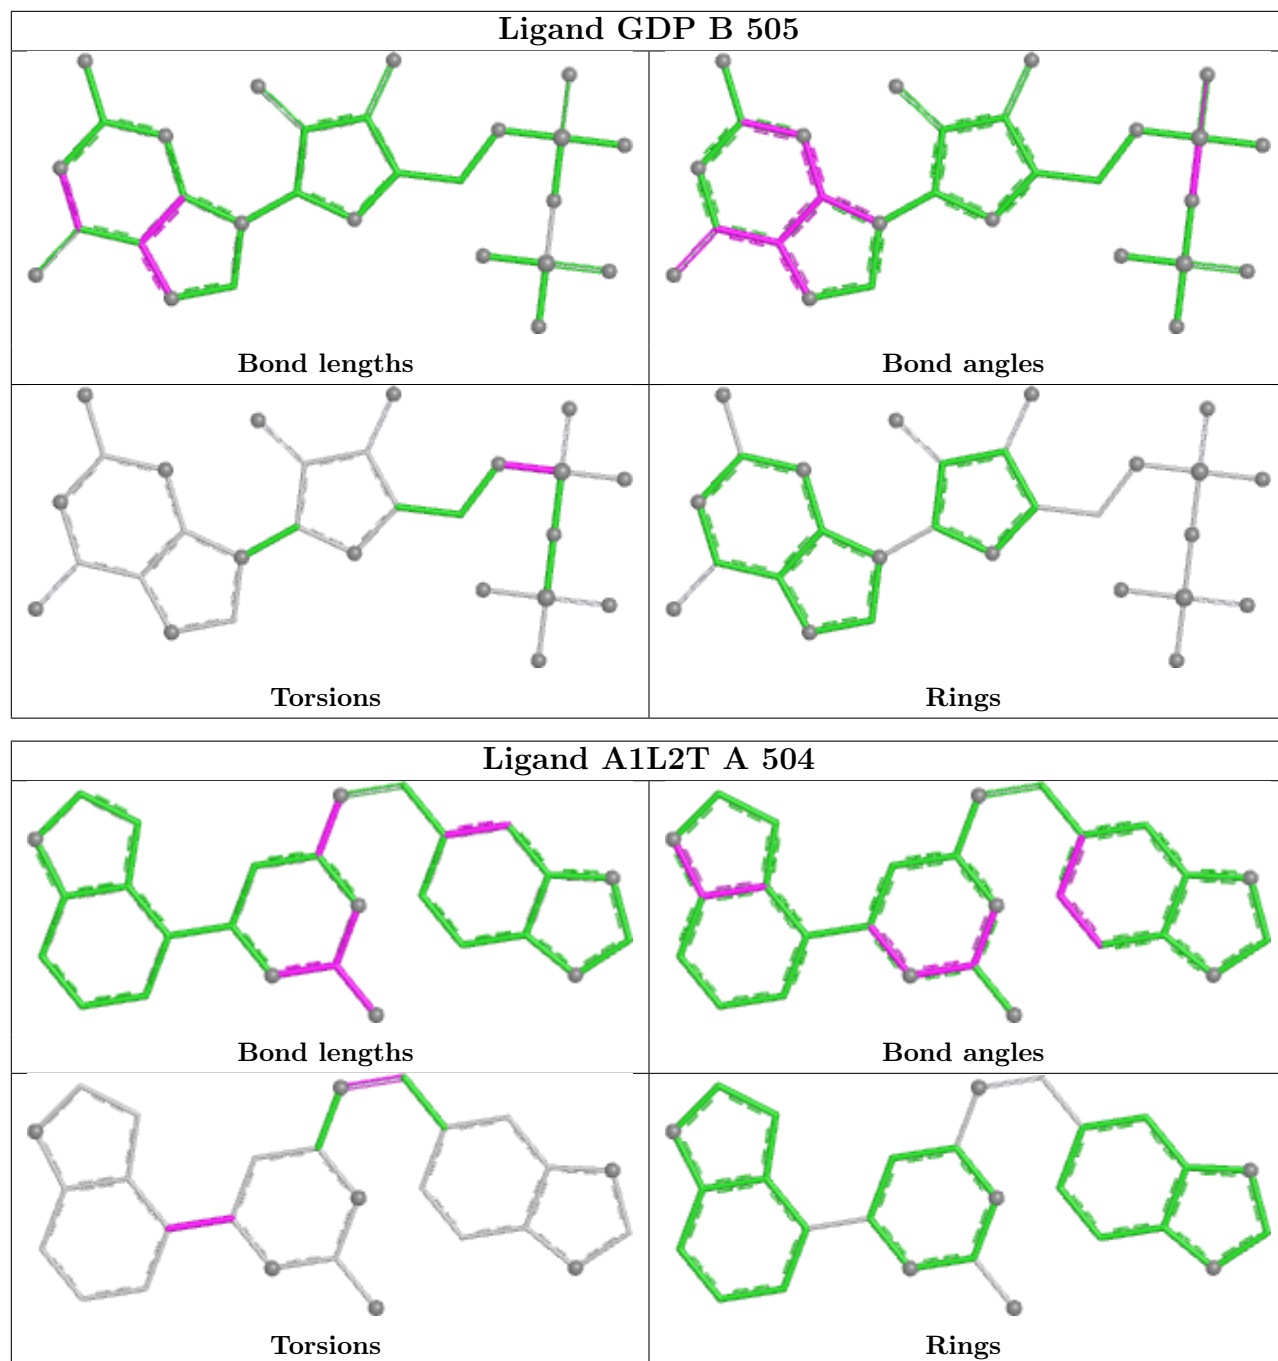 Ligand GDP B 505
Bond lengths
Bond angles
Torsions
Rings
Ligand A1L2T A 504
Bond lengths
Bond angles
Torsions
Rings